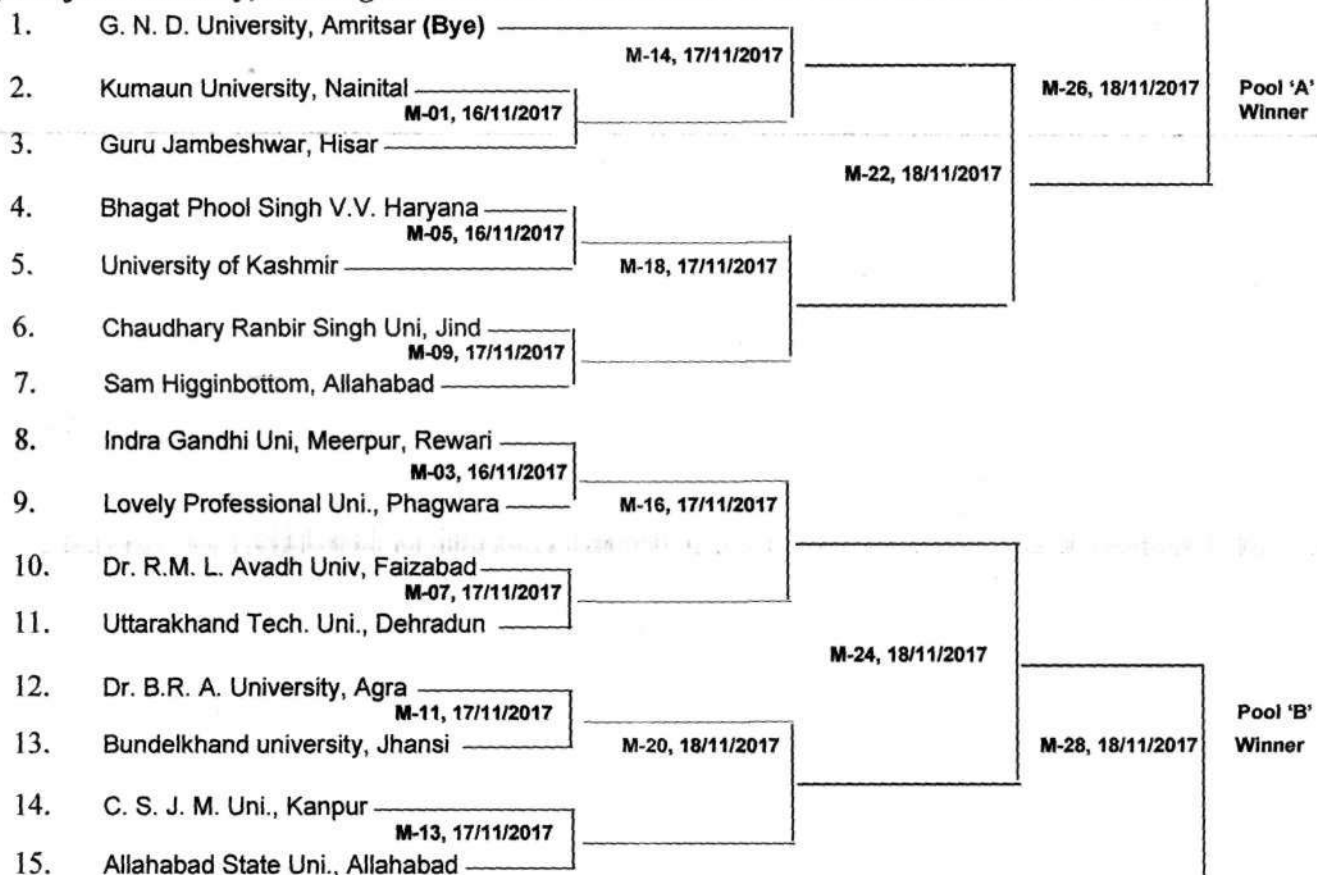 1. G. N. D. University, Amritsar (Bye)
M-14, 17/11/2017
2. Kumaun University, Nainital
M-26, 18/11/2017
Pool 'A'
Winner
M-01, 16/11/2017
3. Guru Jambeshwar, Hisar
M-22, 18/11/2017
4. Bhagat Phool Singh V.V. Haryana
M-05, 16/11/2017
5. University of Kashmir
M-18, 17/11/2017
6. Chaudhary Ranbir Singh Uni, Jind
M-09, 17/11/2017
7. Sam Higginbottom, Allahabad
8. Indra Gandhi Uni, Meerpur, Rewari
M-03, 16/11/2017
9. Lovely Professional Uni., Phagwara
M-16, 17/11/2017
10. Dr. R.M. L. Avadh Univ, Faizabad
M-07, 17/11/2017
11. Uttarakhand Tech. Uni., Dehradun
M-24, 18/11/2017
12. Dr. B.R. A. University, Agra
M-11, 17/11/2017
Pool 'B'
Winner
13. Bundelkhand university, Jhansi
M-20, 18/11/2017
M-28, 18/11/2017
14. C. S. J. M. Uni., Kanpur
M-13, 17/11/2017
15. Allahabad State Uni., Allahabad